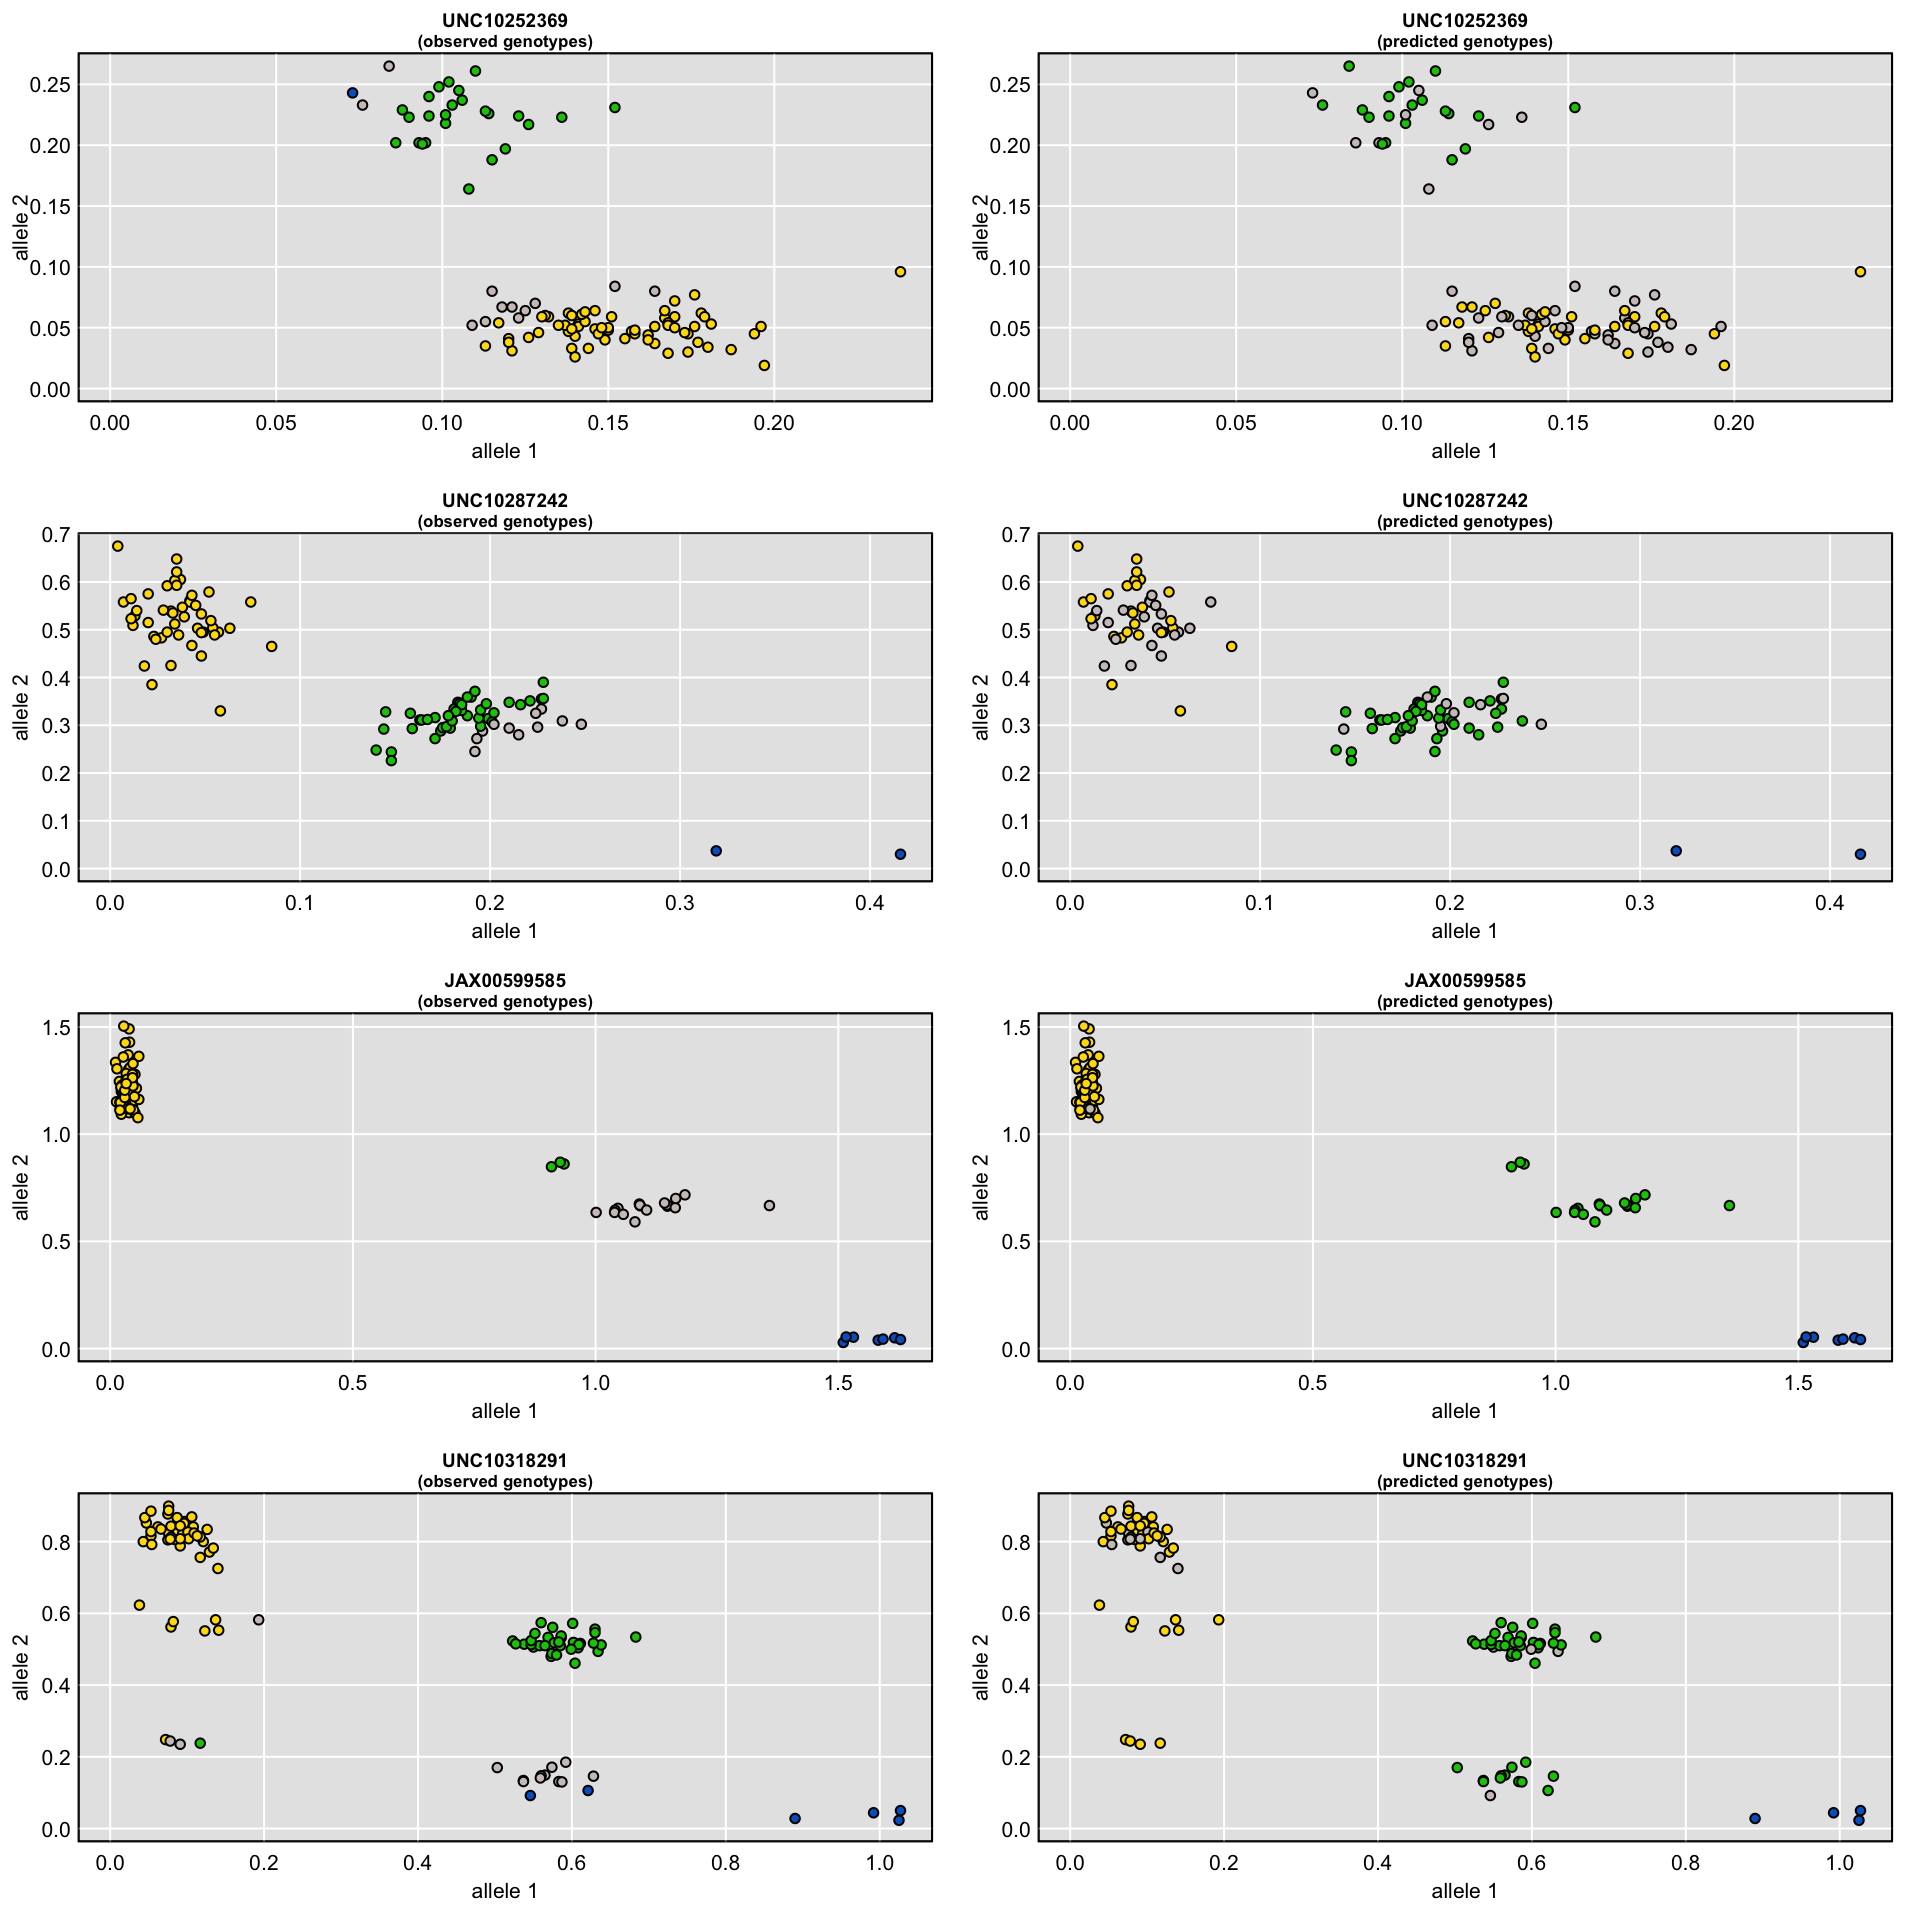 UNC10252369
(observed genotypes)
0.25
0.20
0.15
0.10
0.05
0.00
allele 2
0.00 0.05 0.10 0.15 0.20
allele 1
UNC10252369
(predicted genotypes)
0.25
0.20
0.15
0.10
0.05
0.00
allele 2
0.00 0.05 0.10 0.15 0.20
allele 1
UNC10287242
(observed genotypes)
0.7
0.6
0.5
0.4
0.3
0.2
0.1
0.0
allele 2
0.0 0.1 0.2 0.3 0.4
allele 1
UNC10287242
(predicted genotypes)
0.7
0.6
0.5
0.4
0.3
0.2
0.1
0.0
allele 2
0.0 0.1 0.2 0.3 0.4
allele 1
JAX00599585
(observed genotypes)
1.5
1.0
0.5
0.0
allele 2
0.0 0.5 1.0 1.5
allele 1
JAX00599585
(predicted genotypes)
1.5
1.0
0.5
0.0
allele 2
0.0 0.5 1.0 1.5
allele 1
UNC10318291
(observed genotypes)
0.8
0.6
0.4
0.2
0.0
allele 2
0.0 0.2 0.4 0.6 0.8 1.0
allele 1
UNC10318291
(predicted genotypes)
0.8
0.6
0.4
0.2
0.0
allele 2
0.0 0.2 0.4 0.6 0.8 1.0
allele 1